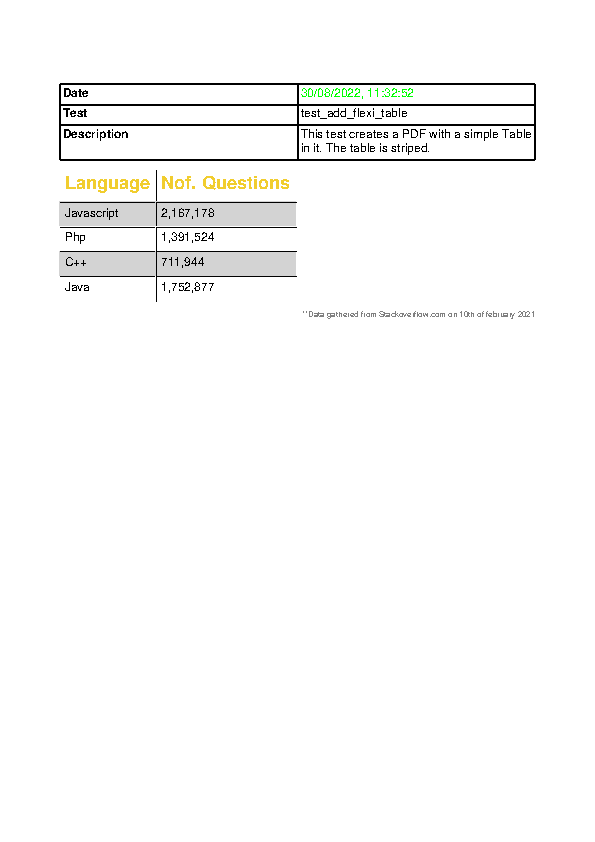 Date 30/08/2022, 11:32:52
Test test_add_flexi_table
Description This test creates a PDF with a simple Table
in it. The table is striped.
Language Nof. Questions
Javascript 2,167,178
Php 1,391,524
C++ 711,944
Java 1,752,877
**Data gathered from Stackoverflow.com on 10th of february 2021